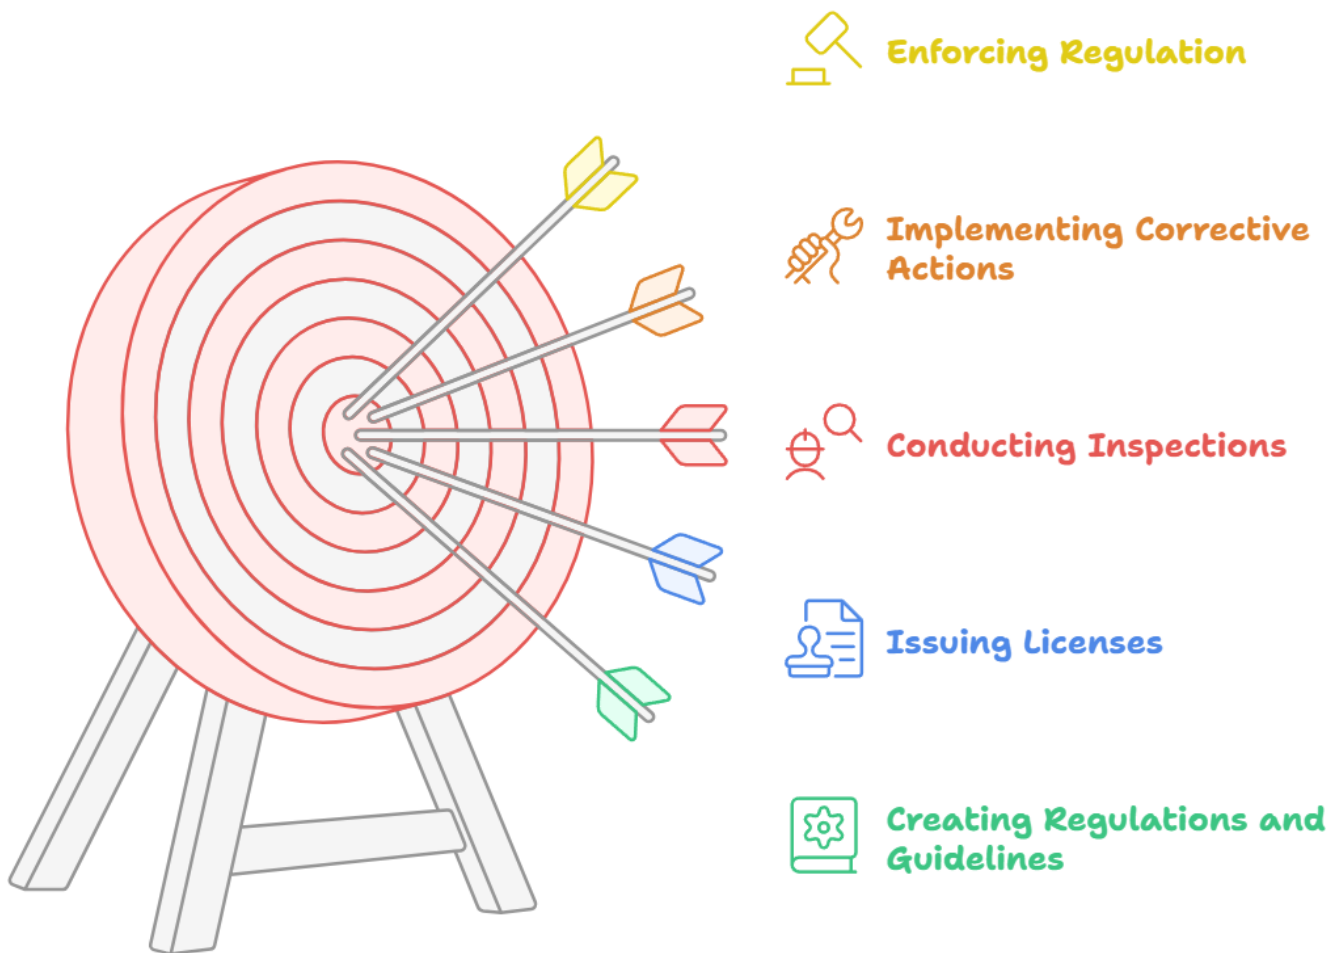 Enforcing Regulation
Implementing Corrective
Actions
Conducting Inspections
Issuing Licenses
Creating Regulations and
Guidelines